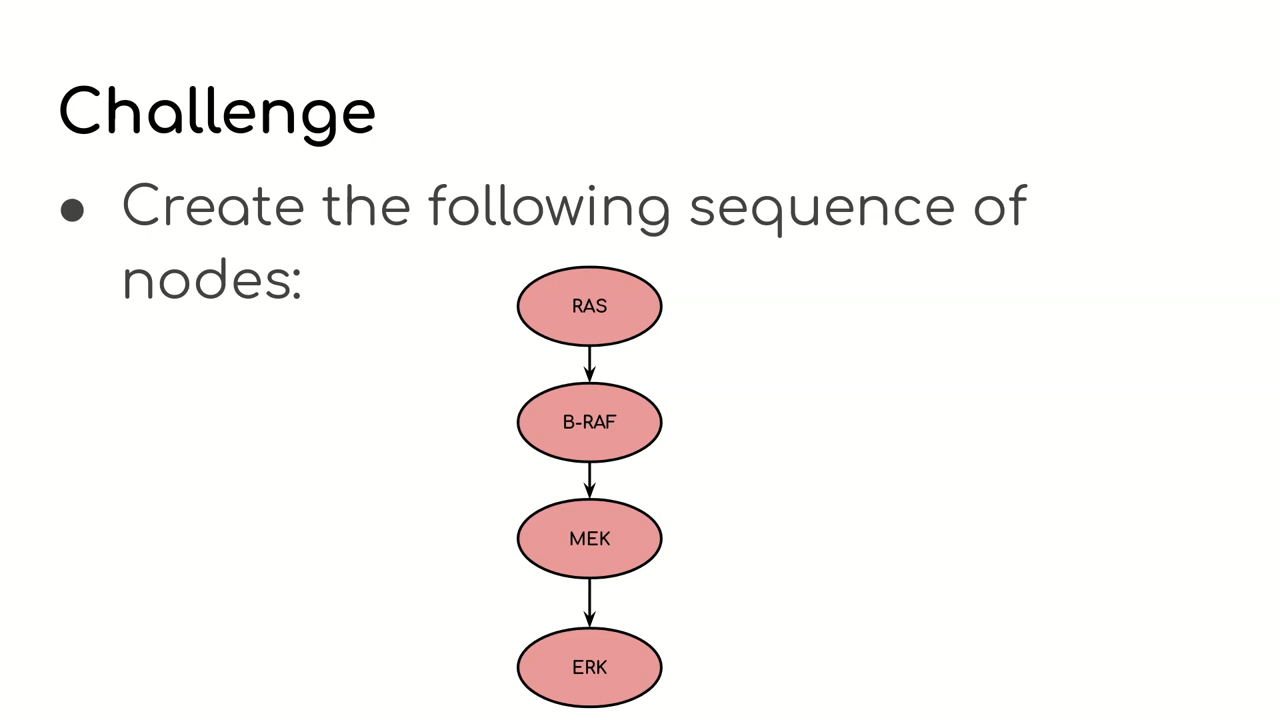 Challenge
● Create the following sequence of
nodes:
RAS
B-RAF
MEK
ERK